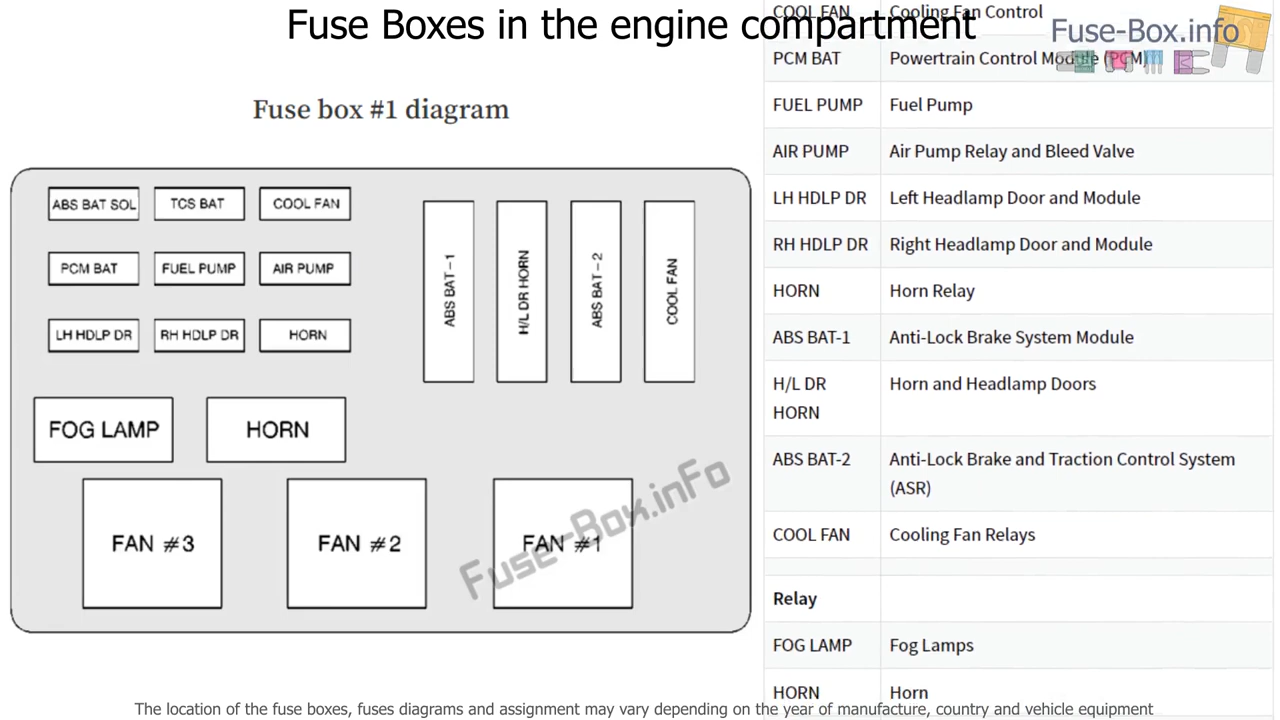 Fuse Boxes in the engine compartment
Fuse-Box.info
Fuse box #1 diagram
ABS BAT SOL
TCS BAT
COOL FAN
PCM BAT
FUEL PUMP
AIR PUMP
LH HDLP DR
RH HDLP DR
HORN
ABS BAT-1
H/L DR HORN
ABS BAT-2
COOL FAN
FOG LAMP
HORN
FAN #3
FAN #2
FAN #1
Fuse-Box.inFo
COOL FAN Cooling Fan Control
PCM BAT Powertrain Control Module (PCM)
FUEL PUMP Fuel Pump
AIR PUMP Air Pump Relay and Bleed Valve
LH HDLP DR Left Headlamp Door and Module
RH HDLP DR Right Headlamp Door and Module
HORN Horn Relay
ABS BAT-1 Anti-Lock Brake System Module
H/L DR Horn and Headlamp Doors
HORN
ABS BAT-2 Anti-Lock Brake and Traction Control System
(ASR)
COOL FAN Cooling Fan Relays
Relay
FOG LAMP Fog Lamps
HORN Horn
The location of the fuse boxes, fuses diagrams and assignment may vary depending on the year of manufacture, country and vehicle equipment